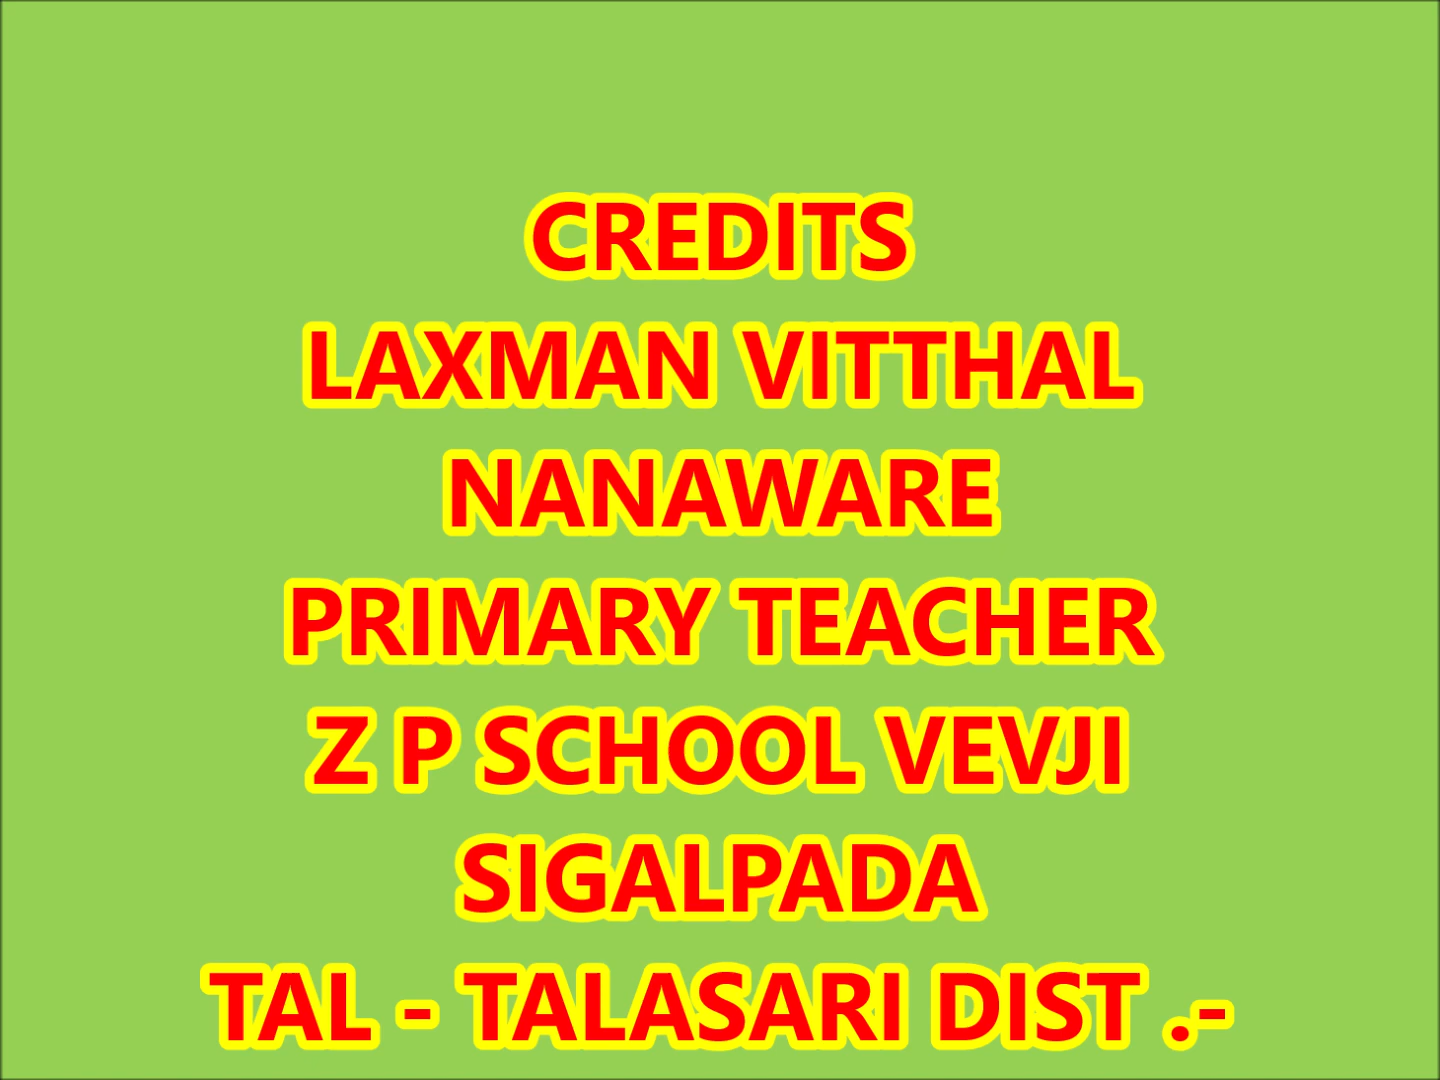 CREDITS
LAXMAN VITTHAL
NANAWARE
PRIMARY TEACHER
Z P SCHOOL VEVJI
SIGALPADA
TAL - TALASARI DIST .-